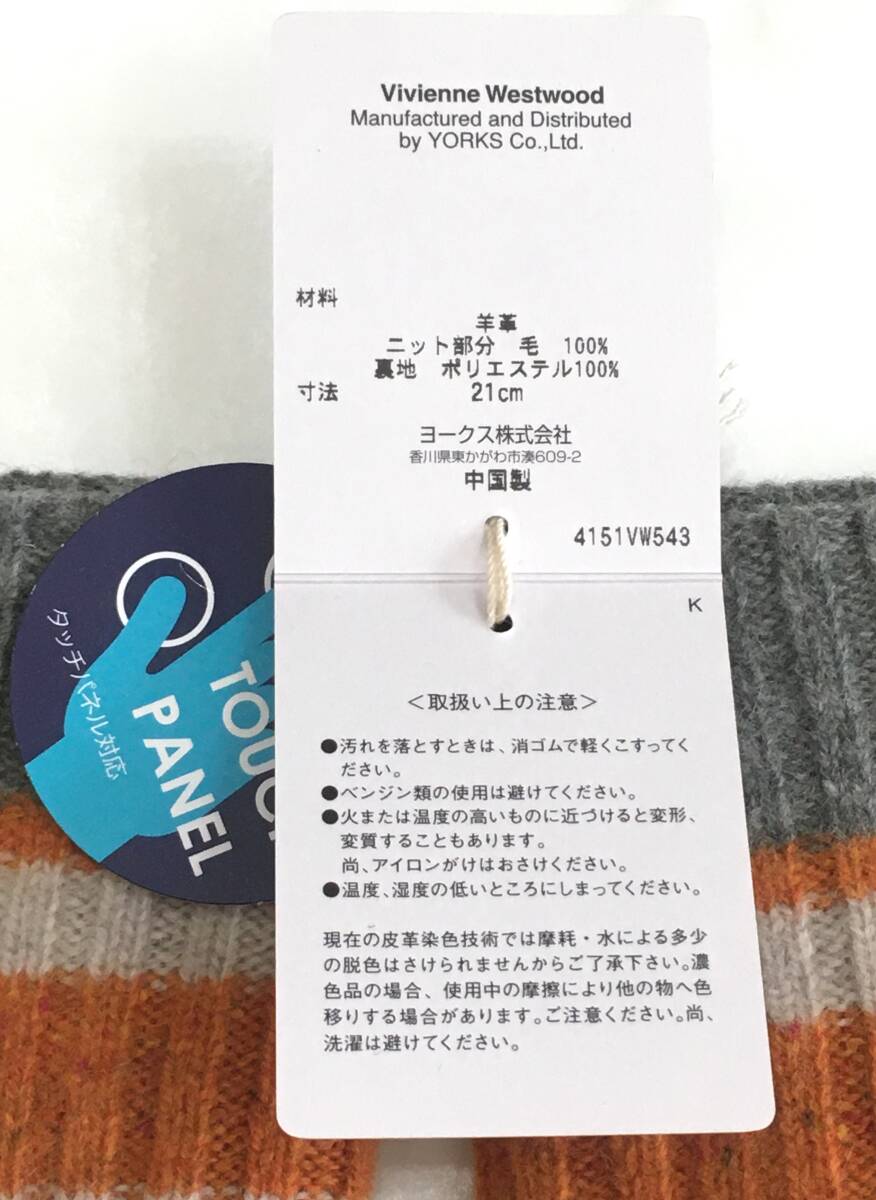 Vivienne Westwood
Manufactured and Distributed
by YORKS Co.,Ltd.
材料
羊革
ニット部分 毛 100%
裏地 ポリエステル100%
寸法 21cm
ヨークス株式会社
香川県東かがわ市湊609-2
中国製
4151VW543
K
＜取扱い上の注意＞
●汚れを落とすときは、消ゴムで軽くこすってく
ださい。
●ベンジン類の使用は避けてください。
●火または温度の高いものに近づけると変形、
変質することもあります。
尚、アイロンがけはおさけください。
●温度、湿度の低いところにしまってください。
現在の皮革染色技術では摩耗・水による多少
の脱色はさけられませんからご了承下さい。濃
色品の場合、使用中の摩擦により他の物へ色
移りする場合があります。ご注意ください。尚、
洗濯は避けてください。
タッチパネル対応
TOUC
PANEL